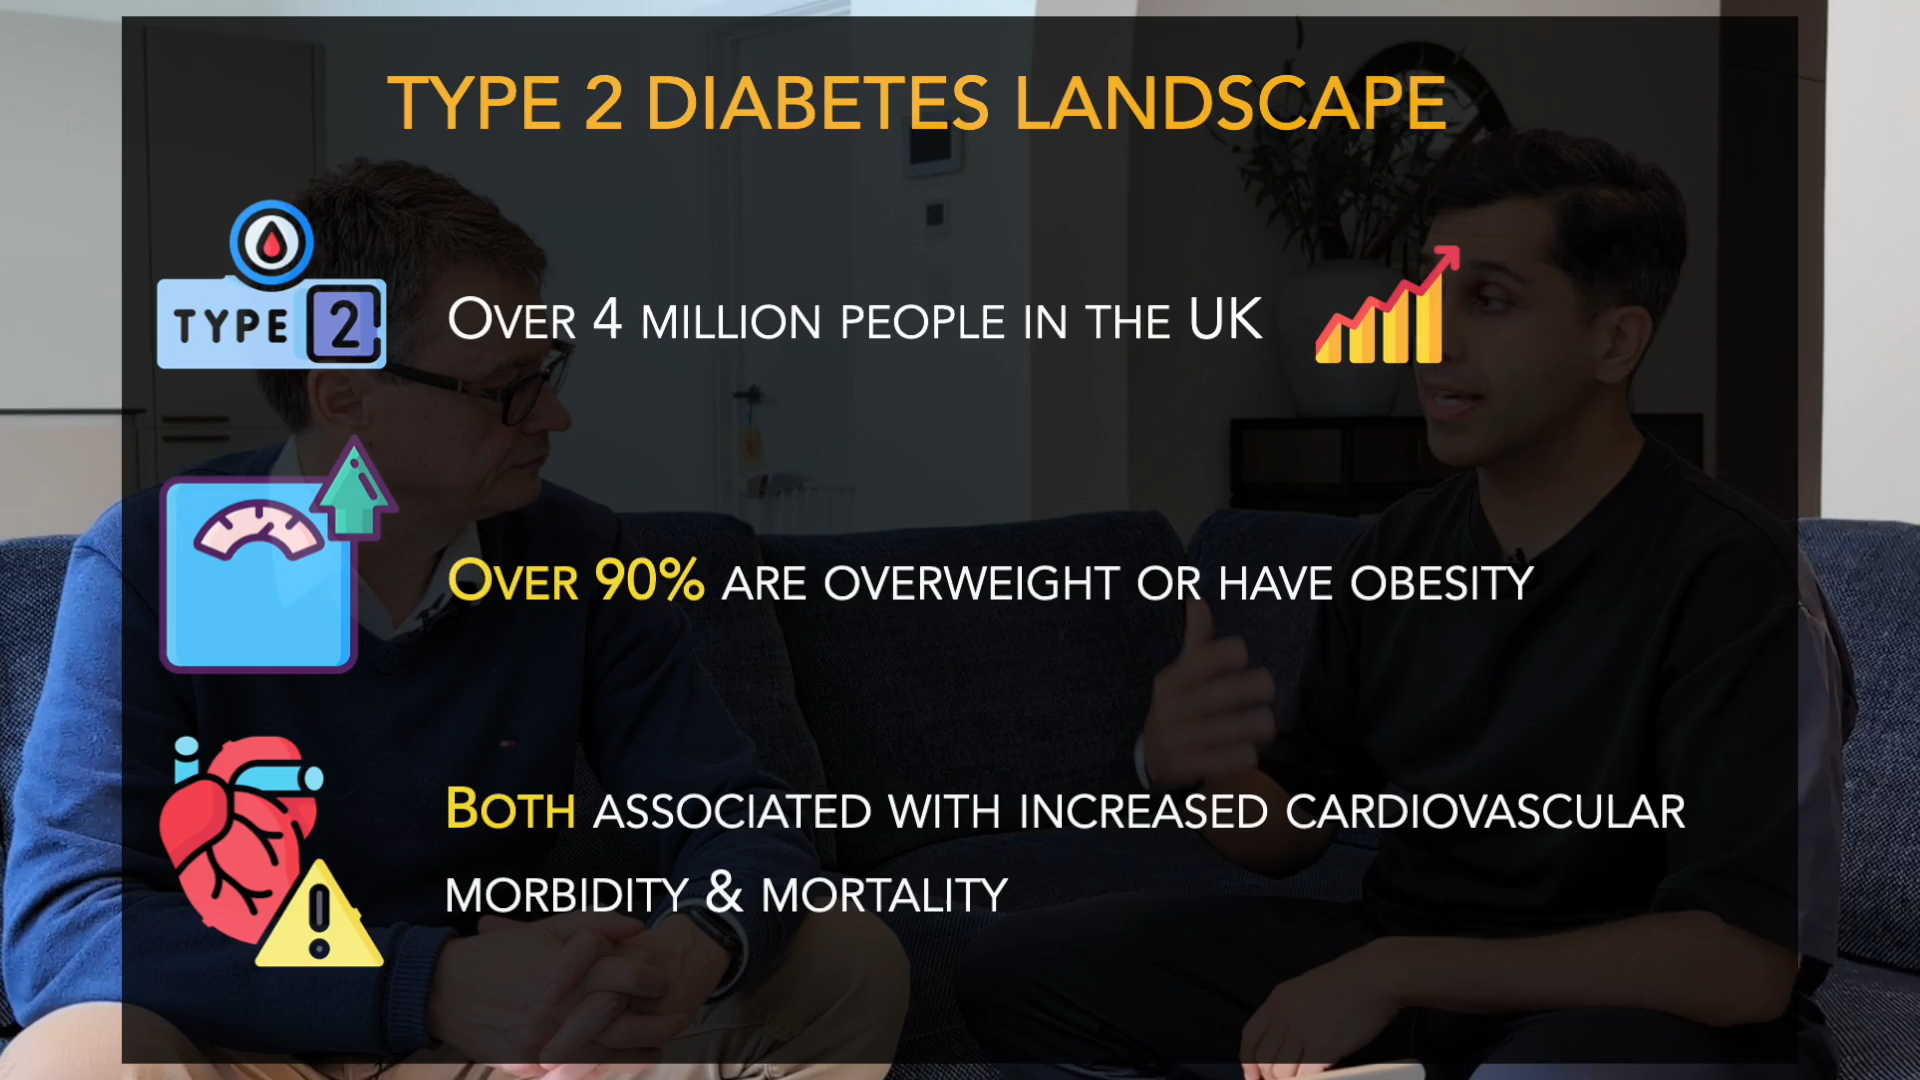 TYPE 2 DIABETES LANDSCAPE
TYPE 2
OVER 4 MILLION PEOPLE IN THE UK
OVER 90% ARE OVERWEIGHT OR HAVE OBESITY
BOTH ASSOCIATED WITH INCREASED CARDIOVASCULAR
MORBIDITY & MORTALITY